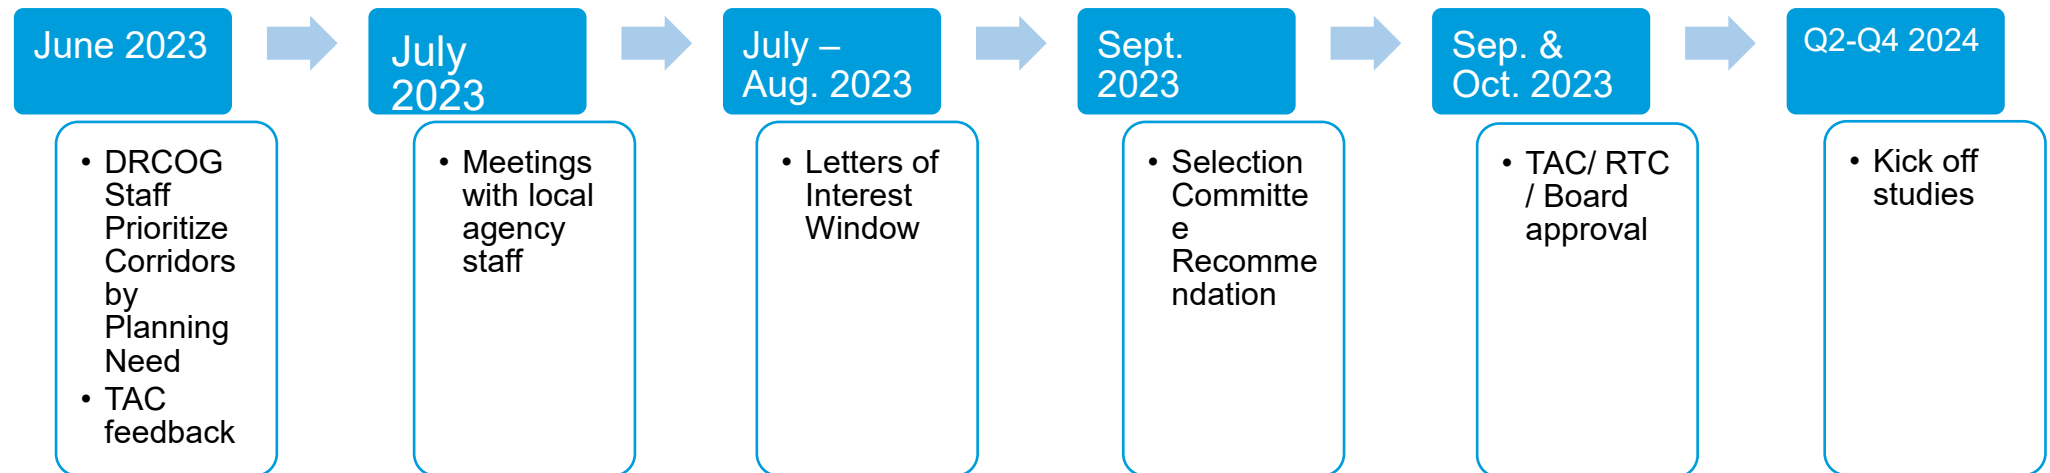 June 2023
• DRCOG
Staff
Prioritize
Corridors
by
Planning
Need
• TAC
feedback
July
2023
• Meetings
with local
agency
staff
July –
Aug. 2023
• Letters of
Interest
Window
Sept.
2023
• Selection
Committe
e
Recomme
ndation
Sep. &
Oct. 2023
• TAC/ RTC
/ Board
approval
Q2-Q4 2024
• Kick off
studies